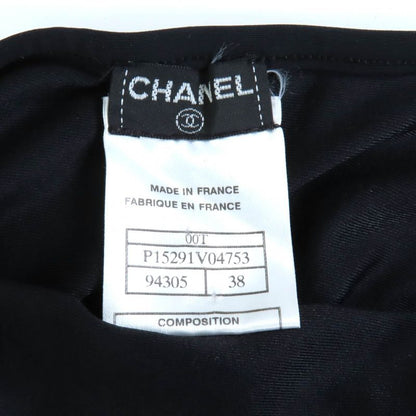 CHANEL
MADE IN FRANCE
FABRIQUE EN FRANCE
00T
P15291V04753
94305 38
COMPOSITION